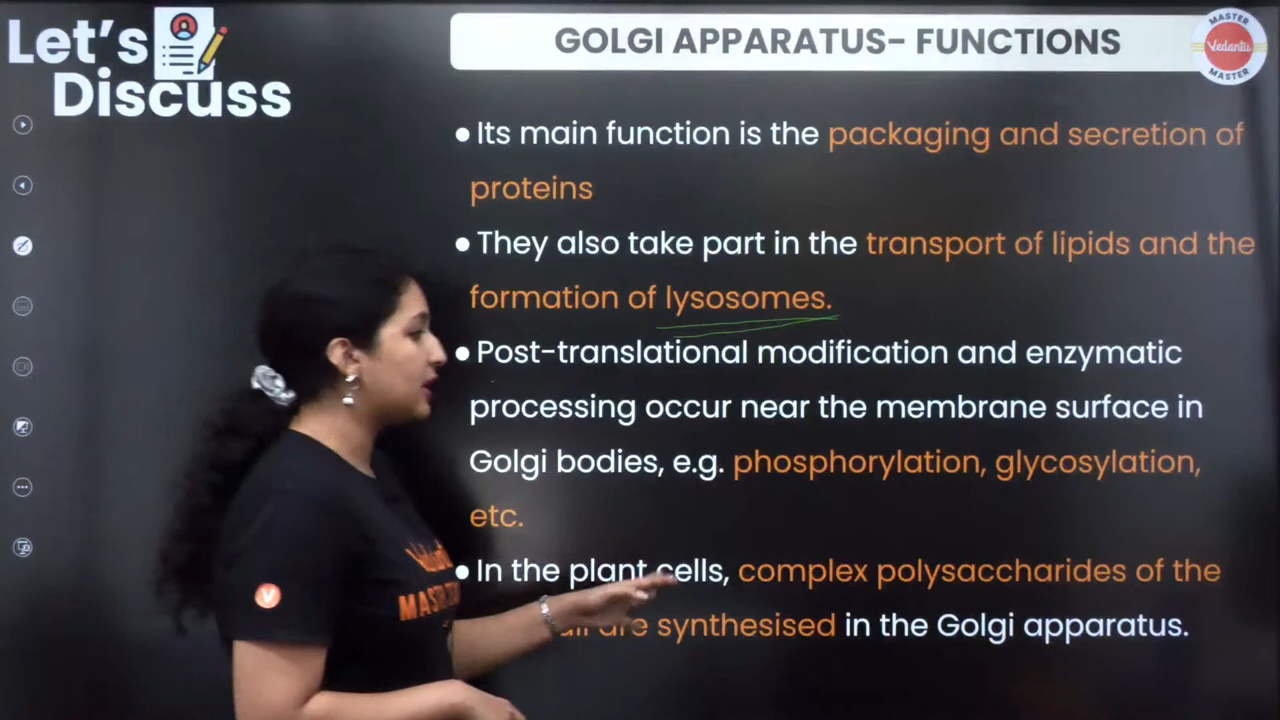 Let's
Discuss
GOLGI APPARATUS- FUNCTIONS
MASTER
Vedantu
MASTER
● Its main function is the packaging and secretion of
proteins
● They also take part in the transport of lipids and the
formation of lysosomes.
● Post-translational modification and enzymatic
processing occur near the membrane surface in
Golgi bodies, e.g. phosphorylation, glycosylation,
etc.
● In the plant cells, complex polysaccharides of the
are synthesised in the Golgi apparatus.
V